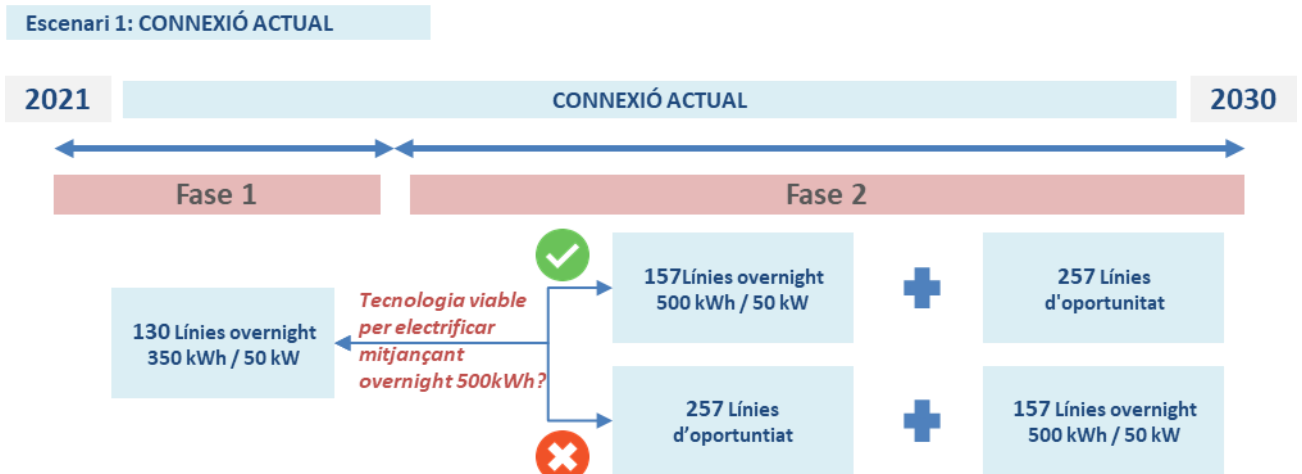 Escenari 1: CONNEXIÓ ACTUAL
2021
CONNEXIÓ ACTUAL
2030
Fase 1
Fase 2
130 Línies overnight
350 kWh / 50 kW
Tecnologia viable
per electrificar
mitjançant
overnight 500kWh?
157Línies overnight
500 kWh / 50 kW
257 Línies
d'oportunitat
257 Línies
d’oportuntiat
157 Línies overnight
500 kWh / 50 kW